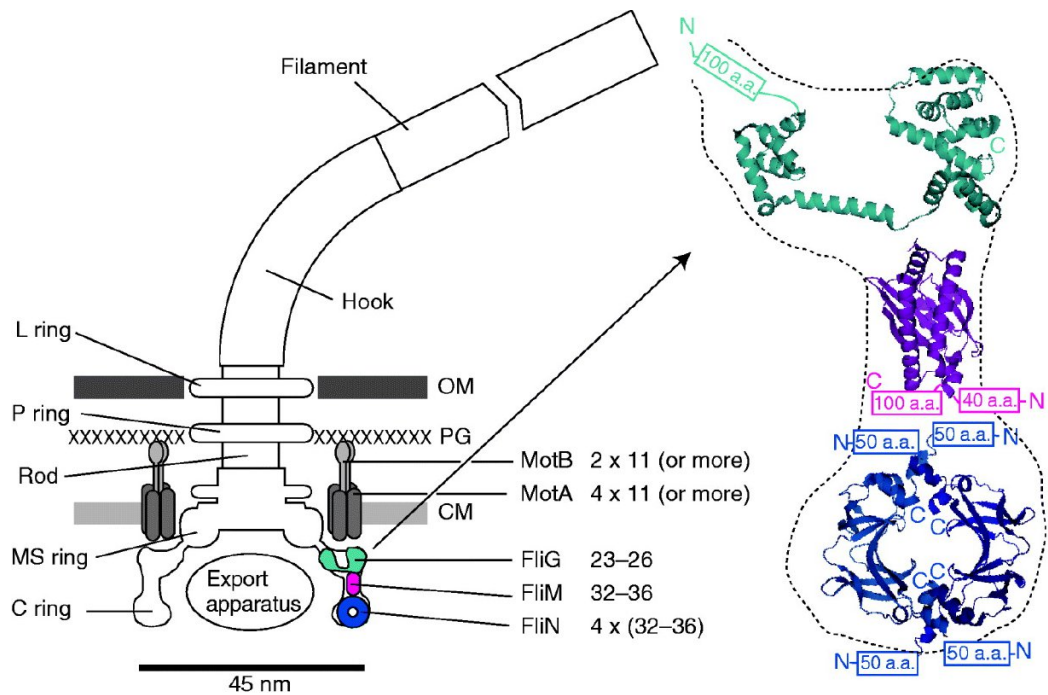 Filament
Hook
L ring
OM
P ring
PG
Rod
MotB 2 x 11 (or more)
MotA 4 x 11 (or more)
CM
MS ring
Export
apparatus
FliG 23–26
C ring
FliM 32–36
FliN 4 x (32–36)
45 nm
N
100 a.a.
C
C
100 a.a.
40 a.a.
N
N
50 a.a.
50 a.a.
N
C
C
C
C
N
50 a.a.
50 a.a.
N